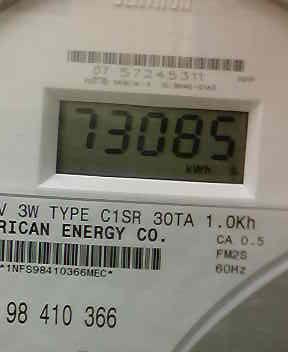 07 57245311
73085
kWh
V 3W TYPE C1SR 30TA 1.0Kh
RICAN ENERGY CO.
CA 0.5
FM2S
60Hz
*1NFS98410366MEC*
98 410 366